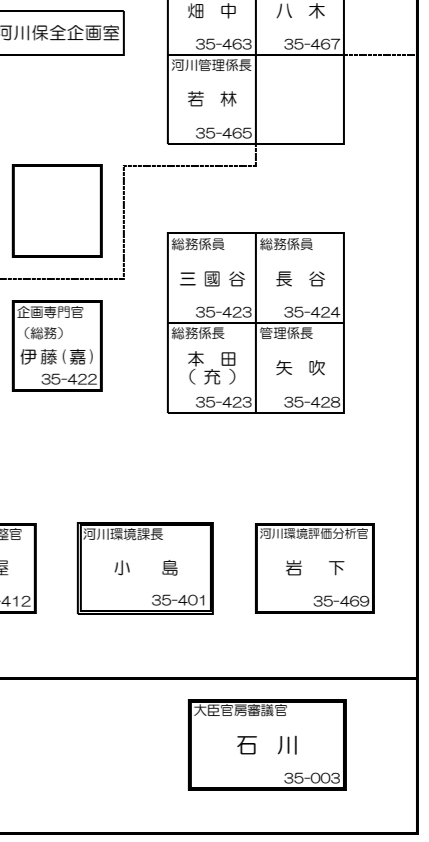 河川保全企画室
畑 中
35-463
八 木
35-467
河川管理係長
若 林
35-465
総務係員
三 國 谷
35-423
総務係員
長 谷
35-424
企画専門官
（総務）
伊藤(嘉)
35-422
総務係長
本 田
（ 充 ）
35-423
管理係長
矢 吹
35-428
整官
屋
412
河川環境課長
小 島
35-401
河川環境評価分析官
岩 下
35-469
大臣官房審議官
石 川
35-003